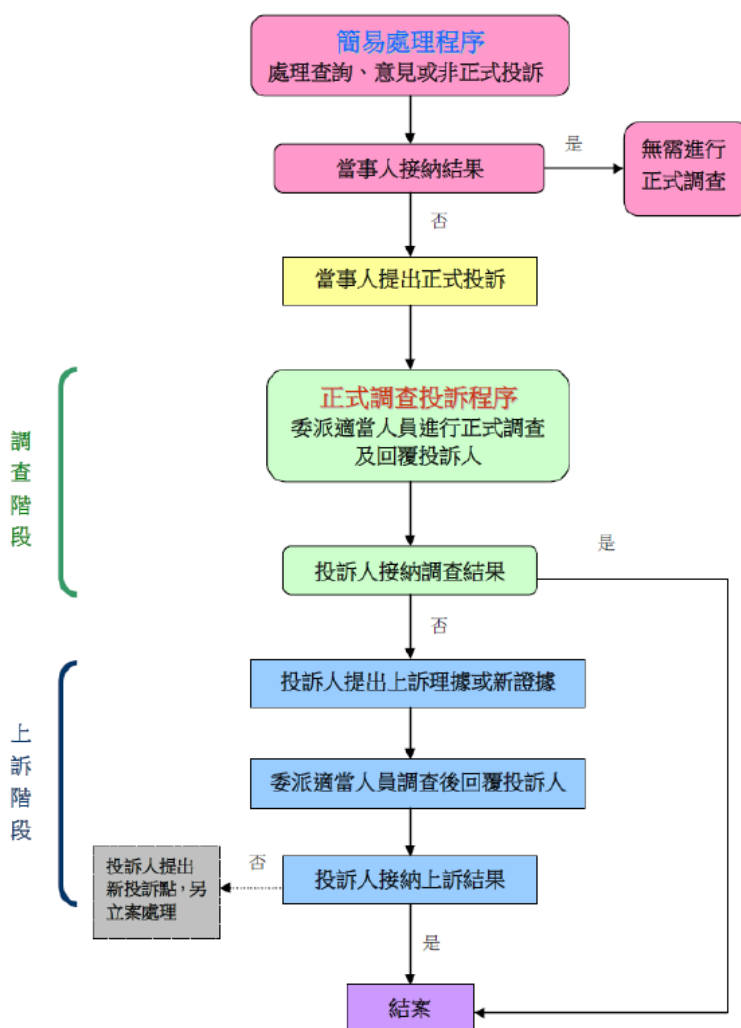 簡易處理程序
處理查詢、意見或非正式投訴
當事人接納結果
是
無需進行
正式調查
否
當事人提出正式投訴
調查階段
正式調查投訴程序
委派適當人員進行正式調查
及回覆投訴人
投訴人接納調查結果
是
否
上訴階段
投訴人提出上訴理據或新證據
委派適當人員調查後回覆投訴人
投訴人接納上訴結果
否
投訴人提出
新投訴點,另
立案處理
是
結案